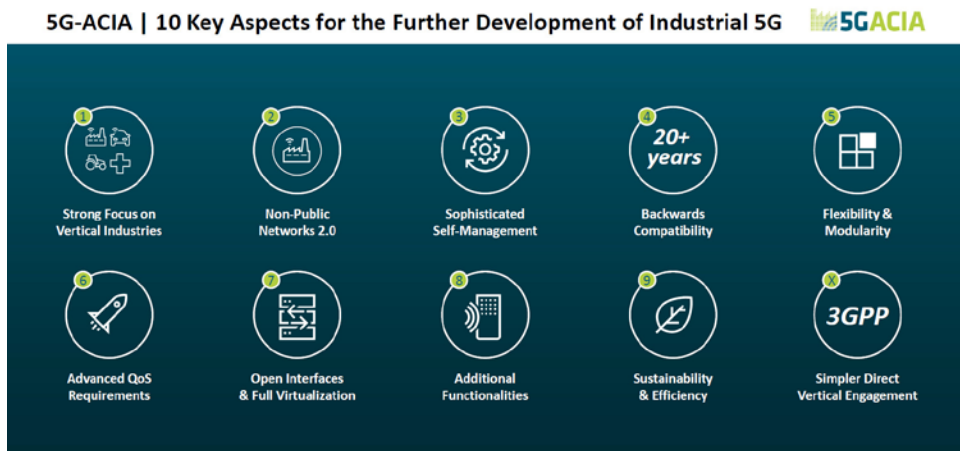 5G-ACIA | 10 Key Aspects for the Further Development of Industrial 5G
5GACIA
1
2
3
4
5
20+
years
Strong Focus on
Vertical Industries
Non-Public
Networks 2.0
Sophisticated
Self-Management
Backwards
Compatibility
Flexibility &
Modularity
6
7
8
9
X
3GPP
Advanced QoS
Requirements
Open Interfaces
& Full Virtualization
Additional
Functionalities
Sustainability
& Efficiency
Simpler Direct
Vertical Engagement